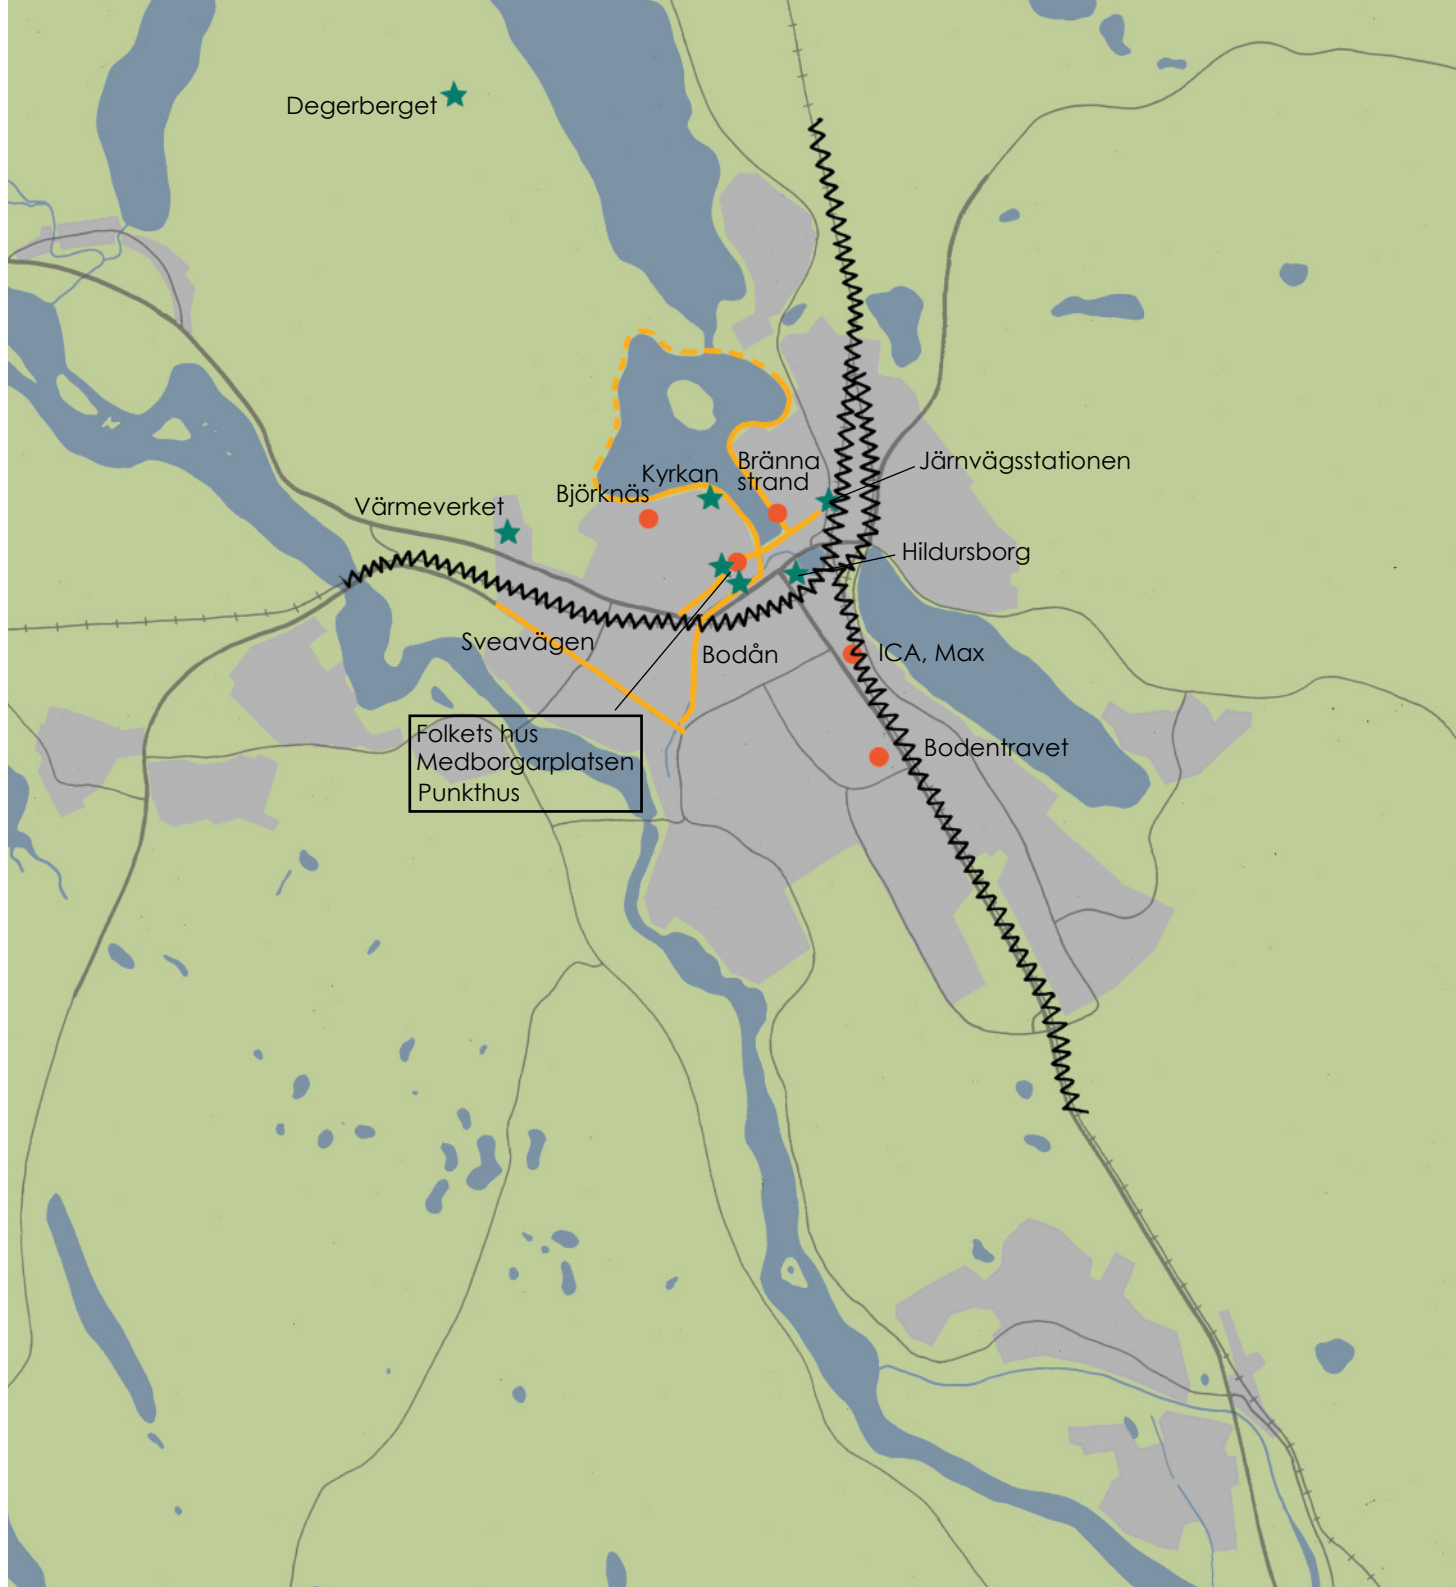 Degerberget
Järnvägsstationen
Bränna
strand
Kyrkan
Björknäs
Värmeverket
Hildursborg
Sveavägen
Bodån
ICA, Max
Folkets hus
Medborgarplatsen
Punkthus
Bodentravet